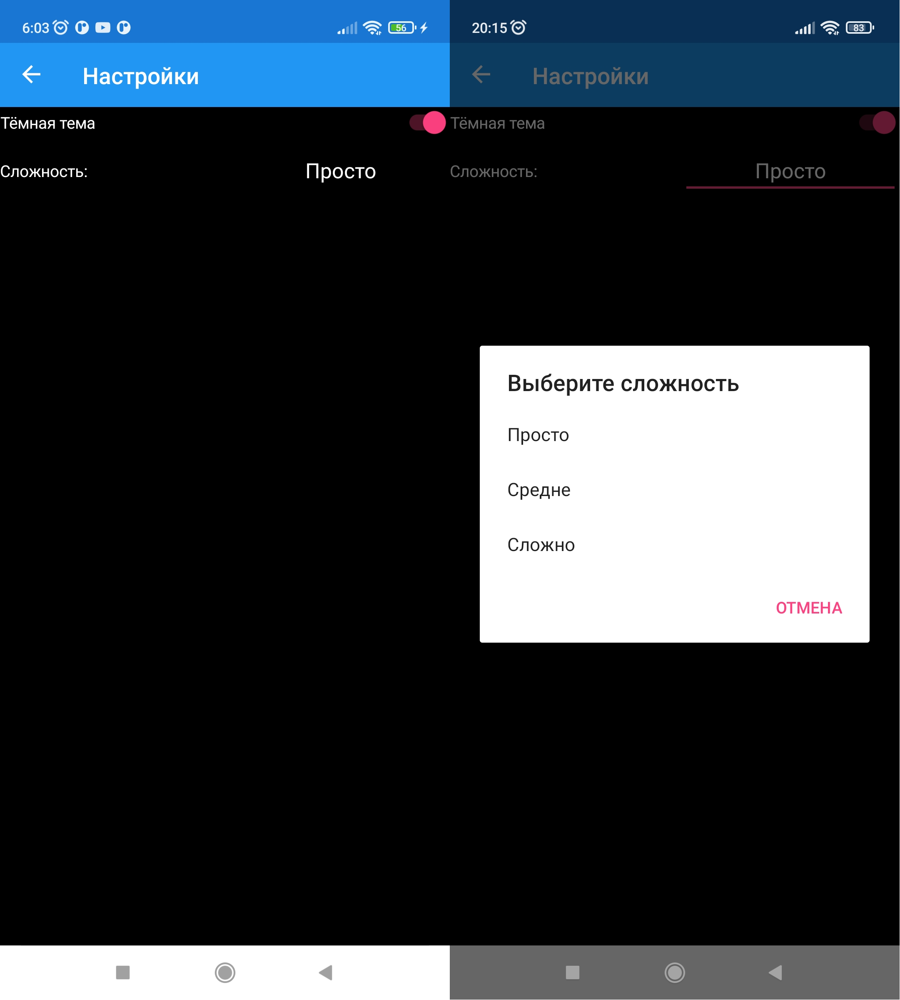 6:03
56
Настройки
Тёмная тема
Сложность:
Просто
20:15
83
Настройки
Тёмная тема
Сложность:
Просто
Выберите сложность
Просто
Средне
Сложно
ОТМЕНА